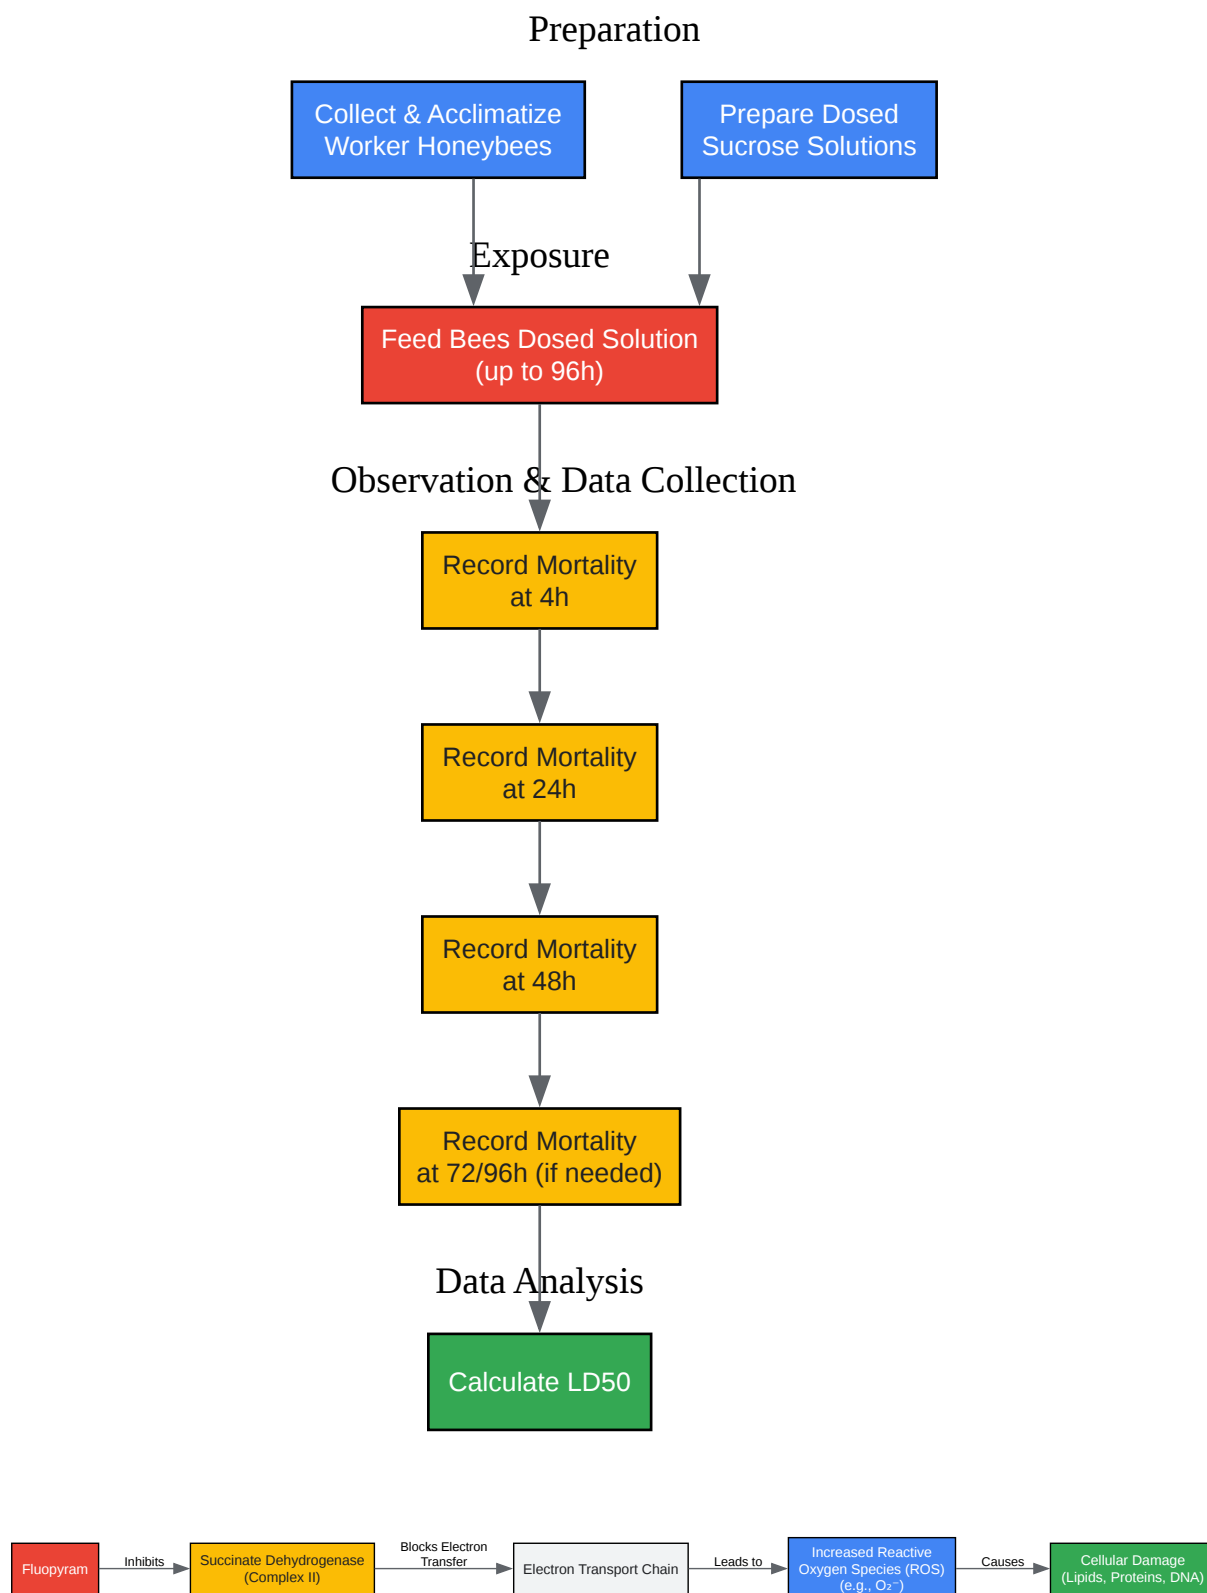 Preparation
Collect & Acclimatize
Worker Honeybees
Prepare Dosed
Sucrose Solutions
Exposure
Feed Bees Dosed Solution
(up to 96h)
Observation & Data Collection
Record Mortality
at 4h
Record Mortality
at 24h
Record Mortality
at 48h
Record Mortality
at 72/96h (if needed)
Data Analysis
Calculate LD50
Fluopyram
Inhibits
Succinate Dehydrogenase
(Complex II)
Blocks Electron
Transfer
Electron Transport Chain
Leads to
Increased Reactive
Oxygen Species (ROS)
(e.g., O₂⁻)
Causes
Cellular Damage
(Lipids, Proteins, DNA)